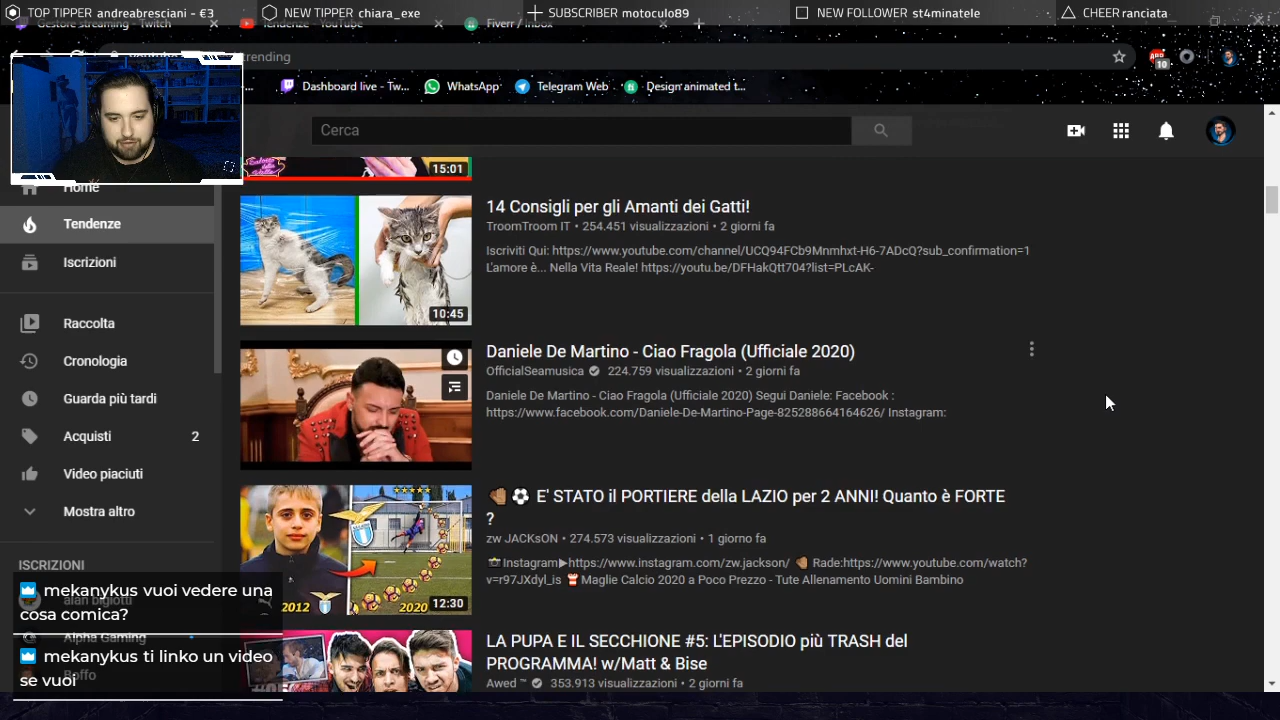 TOP TIPPER andreabresciani - €3
NEW TIPPER chiara_exe
SUBSCRIBER motoculo89
NEW FOLLOWER st4minatele
CHEER ranciata
Gestore streaming - Twitch
Tendenze - YouTube
Fiverr / Inbox
trending
10
...
Dashboard live - Tw...
WhatsApp
Telegram Web
Design animated t...
Cerca
Home
Tendenze
Iscrizioni
Raccolta
Cronologia
Guarda più tardi
Acquisti 2
Video piaciuti
Mostra altro
ISCRIZIONI
alan bigiotti
Alpha Gaming
Boffo
mekanykus vuoi vedere una
cosa comica?
mekanykus ti linko un video
se vuoi
15:01
14 Consigli per gli Amanti dei Gatti!
TroomTroom IT • 254.451 visualizzazioni • 2 giorni fa
Iscriviti Qui: https://www.youtube.com/channel/UCQ94FCb9Mnmhxt-H6-7ADcQ?sub_confirmation=1
L'amore è... Nella Vita Reale! https://youtu.be/DFHakQtt704?list=PLcAK-
10:45
Daniele De Martino - Ciao Fragola (Ufficiale 2020)
OfficialSeamusica 224.759 visualizzazioni • 2 giorni fa
Daniele De Martino - Ciao Fragola (Ufficiale 2020) Segui Daniele: Facebook :
https://www.facebook.com/Daniele-De-Martino-Page-825288664164626/ Instagram:
E' STATO il PORTIERE della LAZIO per 2 ANNI! Quanto è FORTE
?
zw JACKsON • 274.573 visualizzazioni • 1 giorno fa
Instagram▶https://www.instagram.com/zw.jackson/ Rade:https://www.youtube.com/watch?
v=r97JXdyl_is Maglie Calcio 2020 a Poco Prezzo - Tute Allenamento Uomini Bambino
2012
2020
12:30
LA PUPA E IL SECCHIONE #5: L'EPISODIO più TRASH del
PROGRAMMA! w/Matt & Bise
Awed ™ 353.913 visualizzazioni • 2 giorni fa